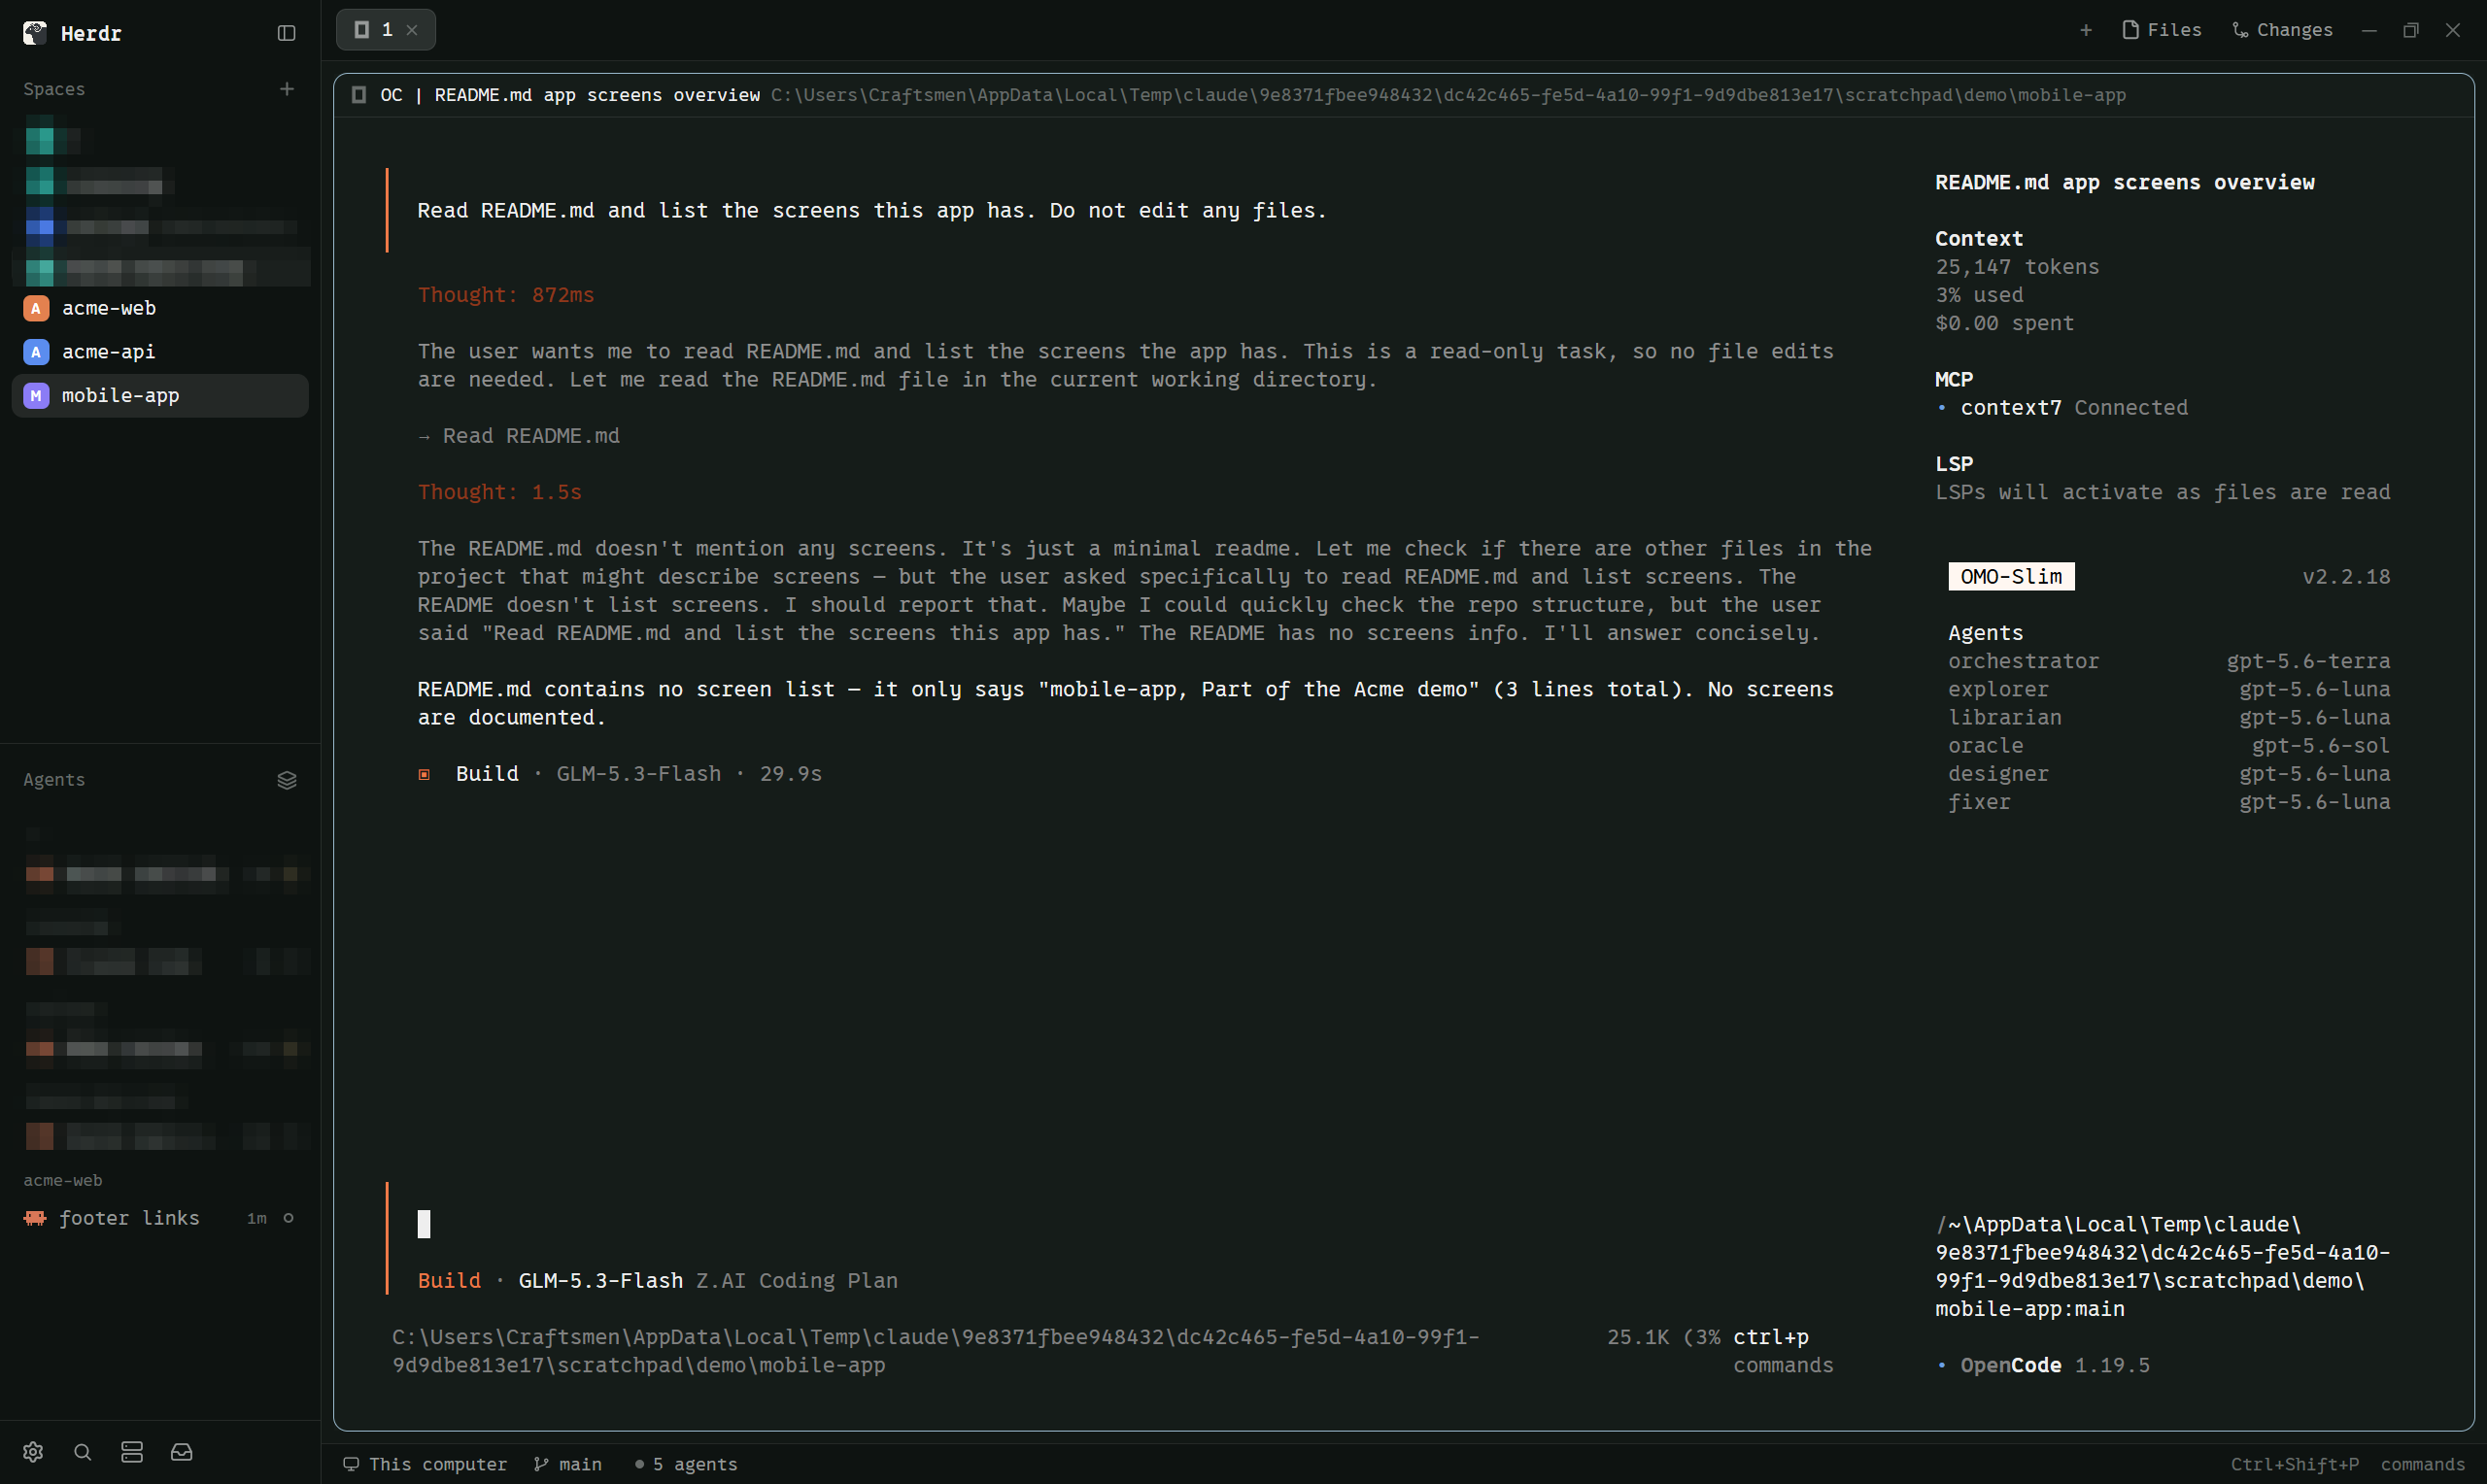 Herdr
Spaces
A acme-web
A acme-api
M mobile-app
Agents
acme-web
footer links 1m
1
Files
Changes
OC | README.md app screens overview C:\Users\Craftsmen\AppData\Local\Temp\claude\9e8371fbee948432\dc42c465-fe5d-4a10-99f1-9d9dbe813e17\scratchpad\demo\mobile-app
Read README.md and list the screens this app has. Do not edit any files.
Thought: 872ms
The user wants me to read README.md and list the screens the app has. This is a read-only task, so no file edits
are needed. Let me read the README.md file in the current working directory.
→ Read README.md
Thought: 1.5s
The README.md doesn't mention any screens. It's just a minimal readme. Let me check if there are other files in the
project that might describe screens — but the user asked specifically to read README.md and list screens. The
README doesn't list screens. I should report that. Maybe I could quickly check the repo structure, but the user
said "Read README.md and list the screens this app has." The README has no screens info. I'll answer concisely.
README.md contains no screen list — it only says "mobile-app, Part of the Acme demo" (3 lines total). No screens
are documented.
Build · GLM-5.3-Flash · 29.9s
Build · GLM-5.3-Flash Z.AI Coding Plan
C:\Users\Craftsmen\AppData\Local\Temp\claude\9e8371fbee948432\dc42c465-fe5d-4a10-99f1-
9d9dbe813e17\scratchpad\demo\mobile-app
25.1K (3% ctrl+p
commands
README.md app screens overview
Context
25,147 tokens
3% used
$0.00 spent
MCP
• context7 Connected
LSP
LSPs will activate as files are read
OMO-Slim v2.2.18
Agents
orchestrator gpt-5.6-terra
explorer gpt-5.6-luna
librarian gpt-5.6-luna
oracle gpt-5.6-sol
designer gpt-5.6-luna
fixer gpt-5.6-luna
/~\AppData\Local\Temp\claude\
9e8371fbee948432\dc42c465-fe5d-4a10-
99f1-9d9dbe813e17\scratchpad\demo\
mobile-app:main
• OpenCode 1.19.5
This computer
main
5 agents
Ctrl+Shift+P commands